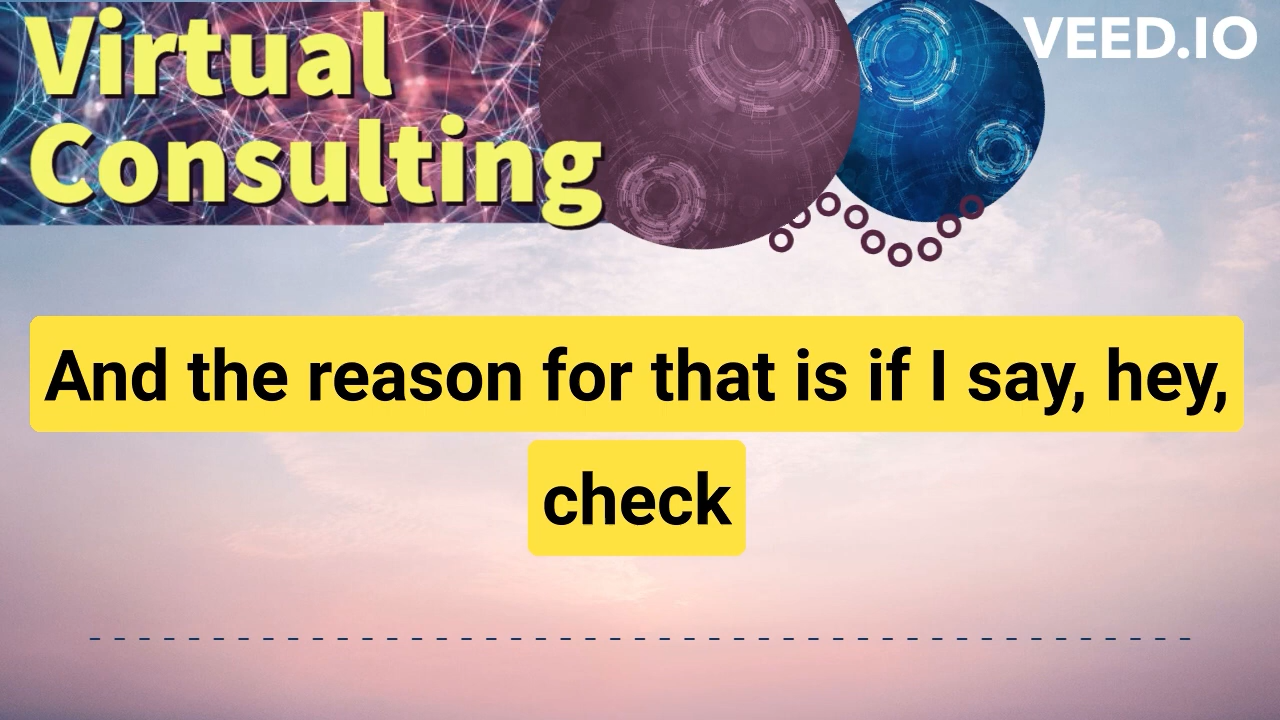 Virtual
Consulting
VEED.IO
And the reason for that is if I say, hey,
check